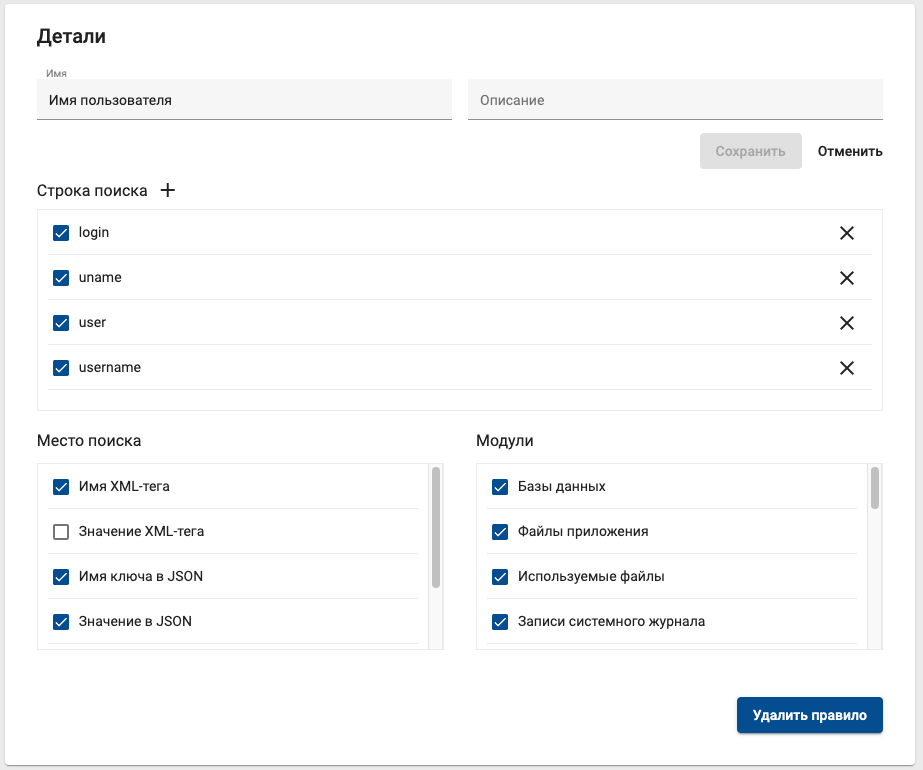 Детали
Имя
Имя пользователя
Описание
Сохранить
Отменить
Строка поиска
login
uname
user
username
Место поиска
Имя XML-тега
Значение XML-тега
Имя ключа в JSON
Значение в JSON
Модули
Базы данных
Файлы приложения
Используемые файлы
Записи системного журнала
Удалить правило